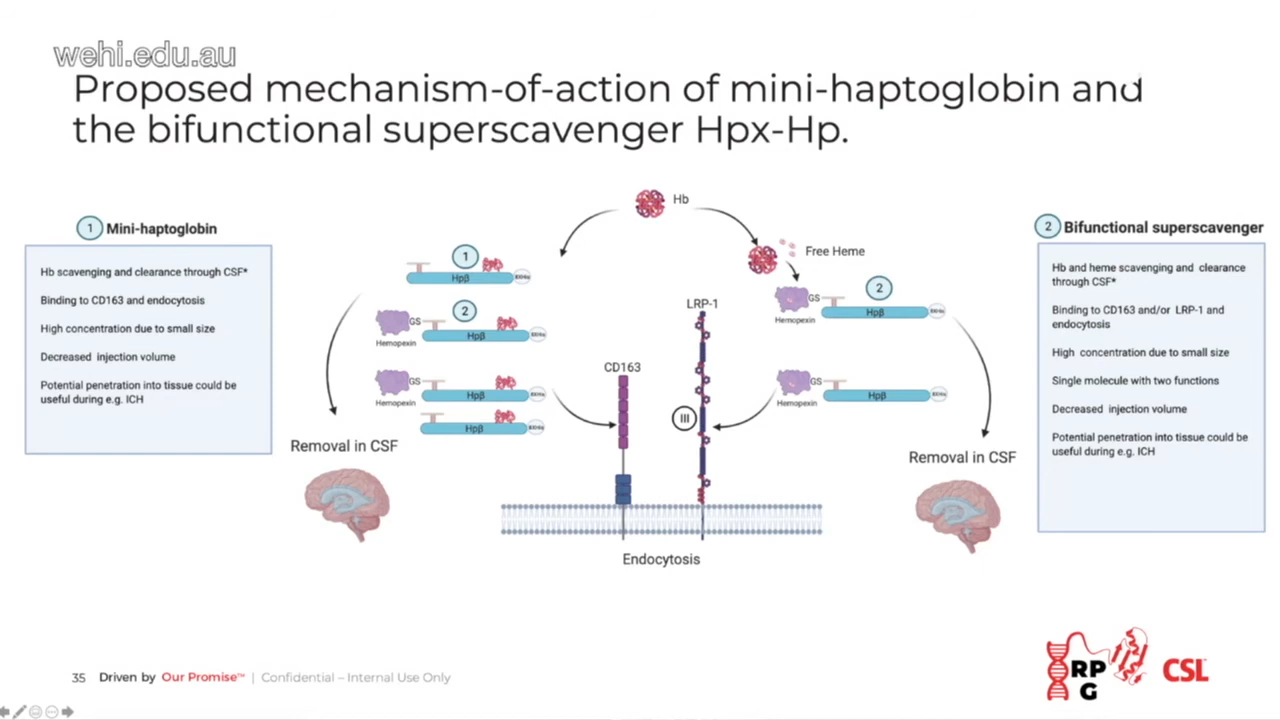 wehi.edu.au
Proposed mechanism-of-action of mini-haptoglobin and
the bifunctional superscavenger Hpx-Hp.
1 Mini-haptoglobin
Hb scavenging and clearance through CSF*
Binding to CD163 and endocytosis
High concentration due to small size
Decreased injection volume
Potential penetration into tissue could be
useful during e.g. ICH
Hb
1
Hpβ
2
GS
Hpβ
Hemopexin
GS
Hpβ
Hemopexin
Hpβ
Removal in CSF
CD163
LRP-1
III
Endocytosis
Free Heme
2
GS
Hpβ
Hemopexin
GS
Hpβ
Hemopexin
Removal in CSF
2 Bifunctional superscavenger
Hb and heme scavenging and clearance
through CSF*
Binding to CD163 and/or LRP-1 and
endocytosis
High concentration due to small size
Single molecule with two functions
Decreased injection volume
Potential penetration into tissue could be
useful during e.g. ICH
35 Driven by Our Promise™ | Confidential – Internal Use Only
RP
G
CSL